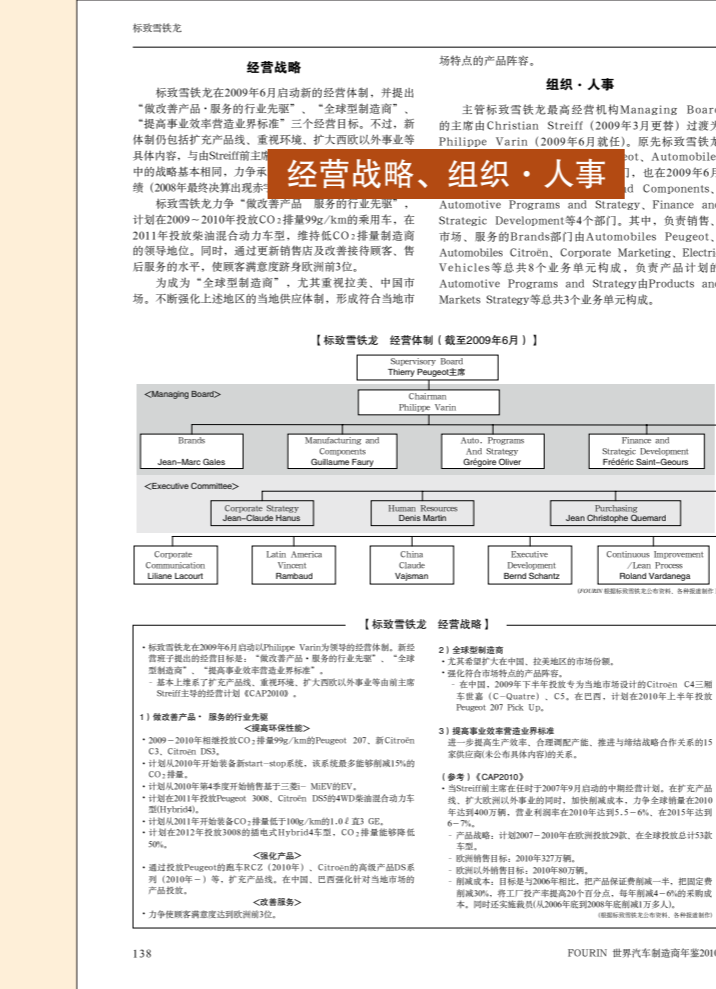 标致雪铁龙
经营战略
标致雪铁龙在2009年6月启动新的经营体制，并提出
“做改善产品・服务的行业先驱”、“全球型制造商”、
“提高事业效率营造业界标准”三个经营目标。不过，新
体制仍包括扩充产品线、重视环境、扩大西欧以外事业等
具体内容，与由Streiff前主席
中的战略基本相同，力争承
绩（2008年最终决算出现赤字
标致雪铁龙力争“做改善产品 服务的行业先驱”，
计划在2009~2010年投放CO2排量99g/km的乘用车，在
2011年投放柴油混合动力车型，维持低CO2排量制造商
的领导地位。同时，通过更新销售店及改善接待顾客、售
后服务的水平，使顾客满意度跻身欧洲前3位。
为成为“全球型制造商”，尤其重视拉美、中国市
场。不断强化上述地区的当地供应体制，形成符合当地市
场特点的产品阵容。
组织・人事
主管标致雪铁龙最高经营机构Managing Board
的主席由Christian Streiff（2009年3月更替）过渡为
Philippe Varin（2009年6月就任）。原先标致雪铁龙
eot、Automobiles
门，也在2009年6月
d Components、
Automotive Programs and Strategy、Finance and
Strategic Development等4个部门。其中，负责销售、
市场、服务的Brands部门由Automobiles Peugeot、
Automobiles Citroën、Corporate Marketing、Electric
Vehicles等总共8个业务单元构成，负责产品计划的
Automotive Programs and Strategy由Products and
Markets Strategy等总共3个业务单元构成。
经营战略、组织・人事
【标致雪铁龙 经营体制（截至2009年6月）】
Supervisory Board
Thierry Peugeot主席
<Managing Board>
Chairman
Philippe Varin
Brands
Jean-Marc Gales
Manufacturing and
Components
Guillaume Faury
Auto. Programs
And Strategy
Grégoire Oliver
Finance and
Strategic Development
Frédéric Saint-Geours
<Executive Committee>
Corporate Strategy
Jean-Claude Hanus
Human Resources
Denis Martin
Purchasing
Jean Christophe Quemard
Corporate
Communication
Liliane Lacourt
Latin America
Vincent
Rambaud
China
Claude
Vajsman
Executive
Development
Bernd Schantz
Continuous Improvement
/Lean Process
Roland Vardanega
(FOURIN 根据标致雪铁龙公布资料、各种报道制作)
【标致雪铁龙 经营战略】
・标致雪铁龙在2009年6月启动以Philippe Varin为领导的经营体制。新经
营班子提出的经营目标是：“做改善产品・服务的行业先驱”、“全球
型制造商”、“提高事业效率营造业界标准”。
- 基本上维系了扩充产品线、重视环境、扩大西欧以外事业等由前主席
Streiff主导的经营计划《CAP2010》。
1）做改善产品・ 服务的行业先驱
<提高环保性能>
・2009-2010年相继投放CO2排量99g/km的Peugeot 207、新Citroën
C3、Citroën DS3。
・计划从2010年开始装备新start-stop系统，该系统最多能够削减15%的
CO2排量。
・计划从2010年第4季度开始销售基于三菱i- MiEV的EV。
・计划在2011年投放Peugeot 3008、Citroën DS5的4WD柴油混合动力车
型(Hybrid4)。
・计划从2011年开始装备CO2排量低于100g/km的1.0ℓ直3 GE。
・计划在2012年投放3008的插电式Hybrid4车型，CO2排量能够降低
50%。
<强化产品>
・通过投放Peugeot的跑车RCZ（2010年）、Citroën的高级产品DS系
列（2010年-）等，扩充产品线。在中国、巴西强化针对当地市场的
产品投放。
<改善服务>
・力争使顾客满意度达到欧洲前3位。
2）全球型制造商
・尤其希望扩大在中国、拉美地区的市场份额。
・强化符合市场特点的产品阵容。
- 在中国，2009年下半年投放专为当地市场设计的Citroën C4三厢
车世嘉（C-Quatre）、C5。在巴西，计划在2010年上半年投放
Peugeot 207 Pick Up。
3）提高事业效率营造业界标准
进一步提高生产效率、合理调配产能、推进与缔结战略合作关系的15
家供应商(未公布具体内容)的关系。
（参考）《CAP2010》
・当Streiff前主席在任时于2007年9月启动的中期经营计划。在扩充产品
线、扩大欧洲以外事业的同时，加快削减成本，力争全球销量在2010
年达到400万辆，营业利润率在2010年达到5.5-6%、在2015年达到
6-7%。
- 产品战略：计划2007-2010年在欧洲投放29款、在全球投放总计53款
车型。
- 欧洲销售目标：2010年327万辆。
- 欧洲以外销售目标：2010年80万辆。
- 削减成本：目标是与2006年相比，把产品保证费削减一半，把固定费
削减30%，将工厂投产率提高20个百分点，每年削减4-6%的采购成
本。同时还实施裁员(从2006年底到2008年底削减1万多人)。
(根据标致雪铁龙公布资料、各种报道制作)
138
FOURIN 世界汽车制造商年鉴2010